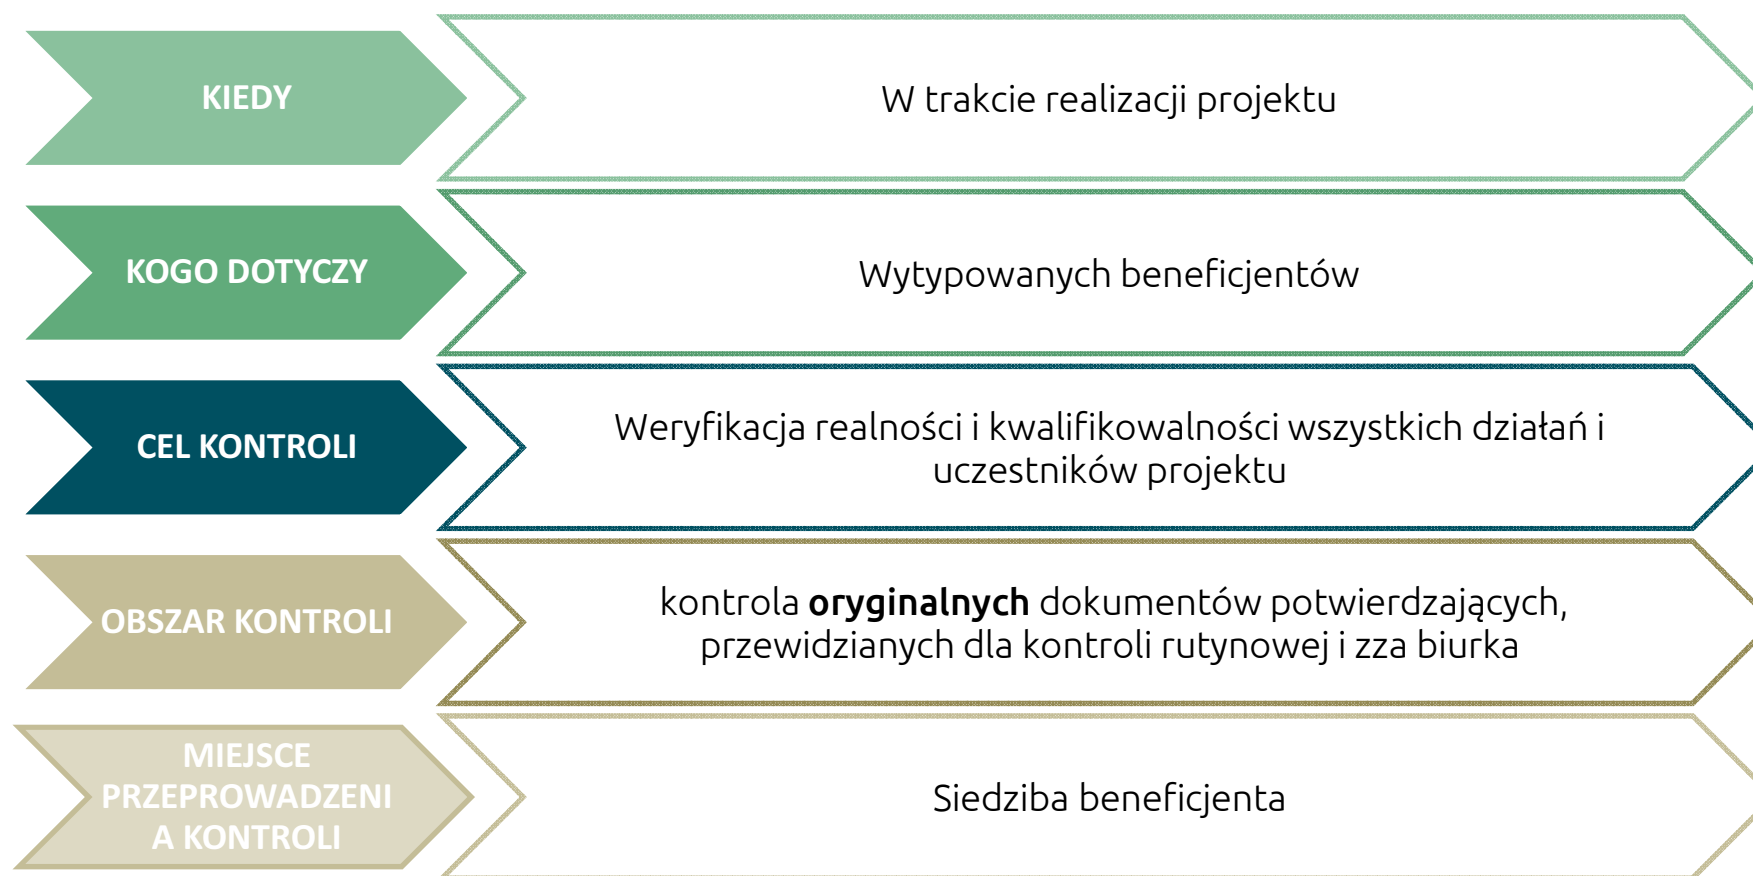 KIEDY
W trakcie realizacji projektu
KOGO DOTYCZY
Wytypowanych beneficjentów
CEL KONTROLI
Weryfikacja realności i kwalifikowalności wszystkich działań i
uczestników projektu
OBSZAR KONTROLI
kontrola oryginalnych dokumentów potwierdzających,
przewidzianych dla kontroli rutynowej i zza biurka
MIEJSCE
PRZEPROWADZENI
A KONTROLI
Siedziba beneficjenta